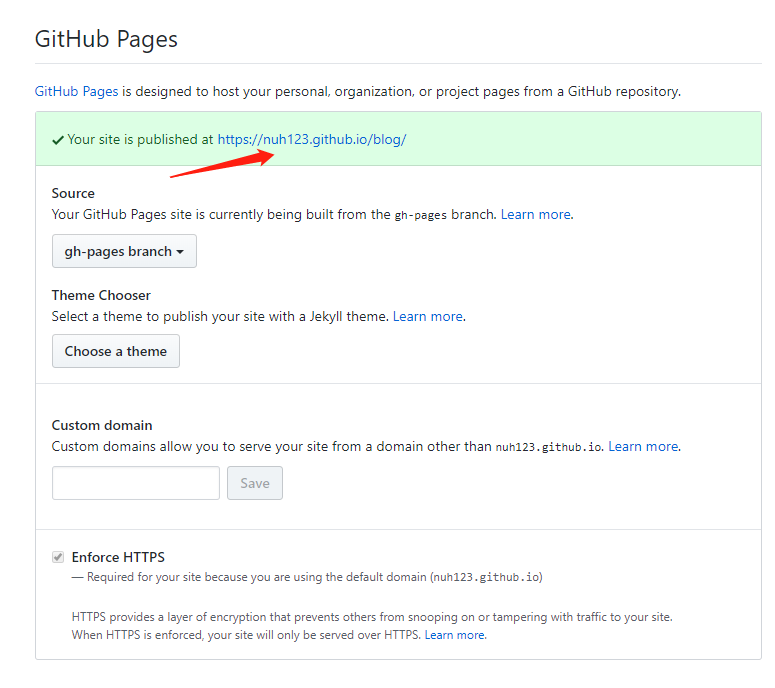 GitHub Pages
GitHub Pages is designed to host your personal, organization, or project pages from a GitHub repository.
Your site is published at https://nuh123.github.io/blog/
Source
Your GitHub Pages site is currently being built from the gh-pages branch. Learn more.
gh-pages branch
Theme Chooser
Select a theme to publish your site with a Jekyll theme. Learn more.
Choose a theme
Custom domain
Custom domains allow you to serve your site from a domain other than nuh123.github.io. Learn more.
Save
Enforce HTTPS
— Required for your site because you are using the default domain (nuh123.github.io)
HTTPS provides a layer of encryption that prevents others from snooping on or tampering with traffic to your site.
When HTTPS is enforced, your site will only be served over HTTPS. Learn more.